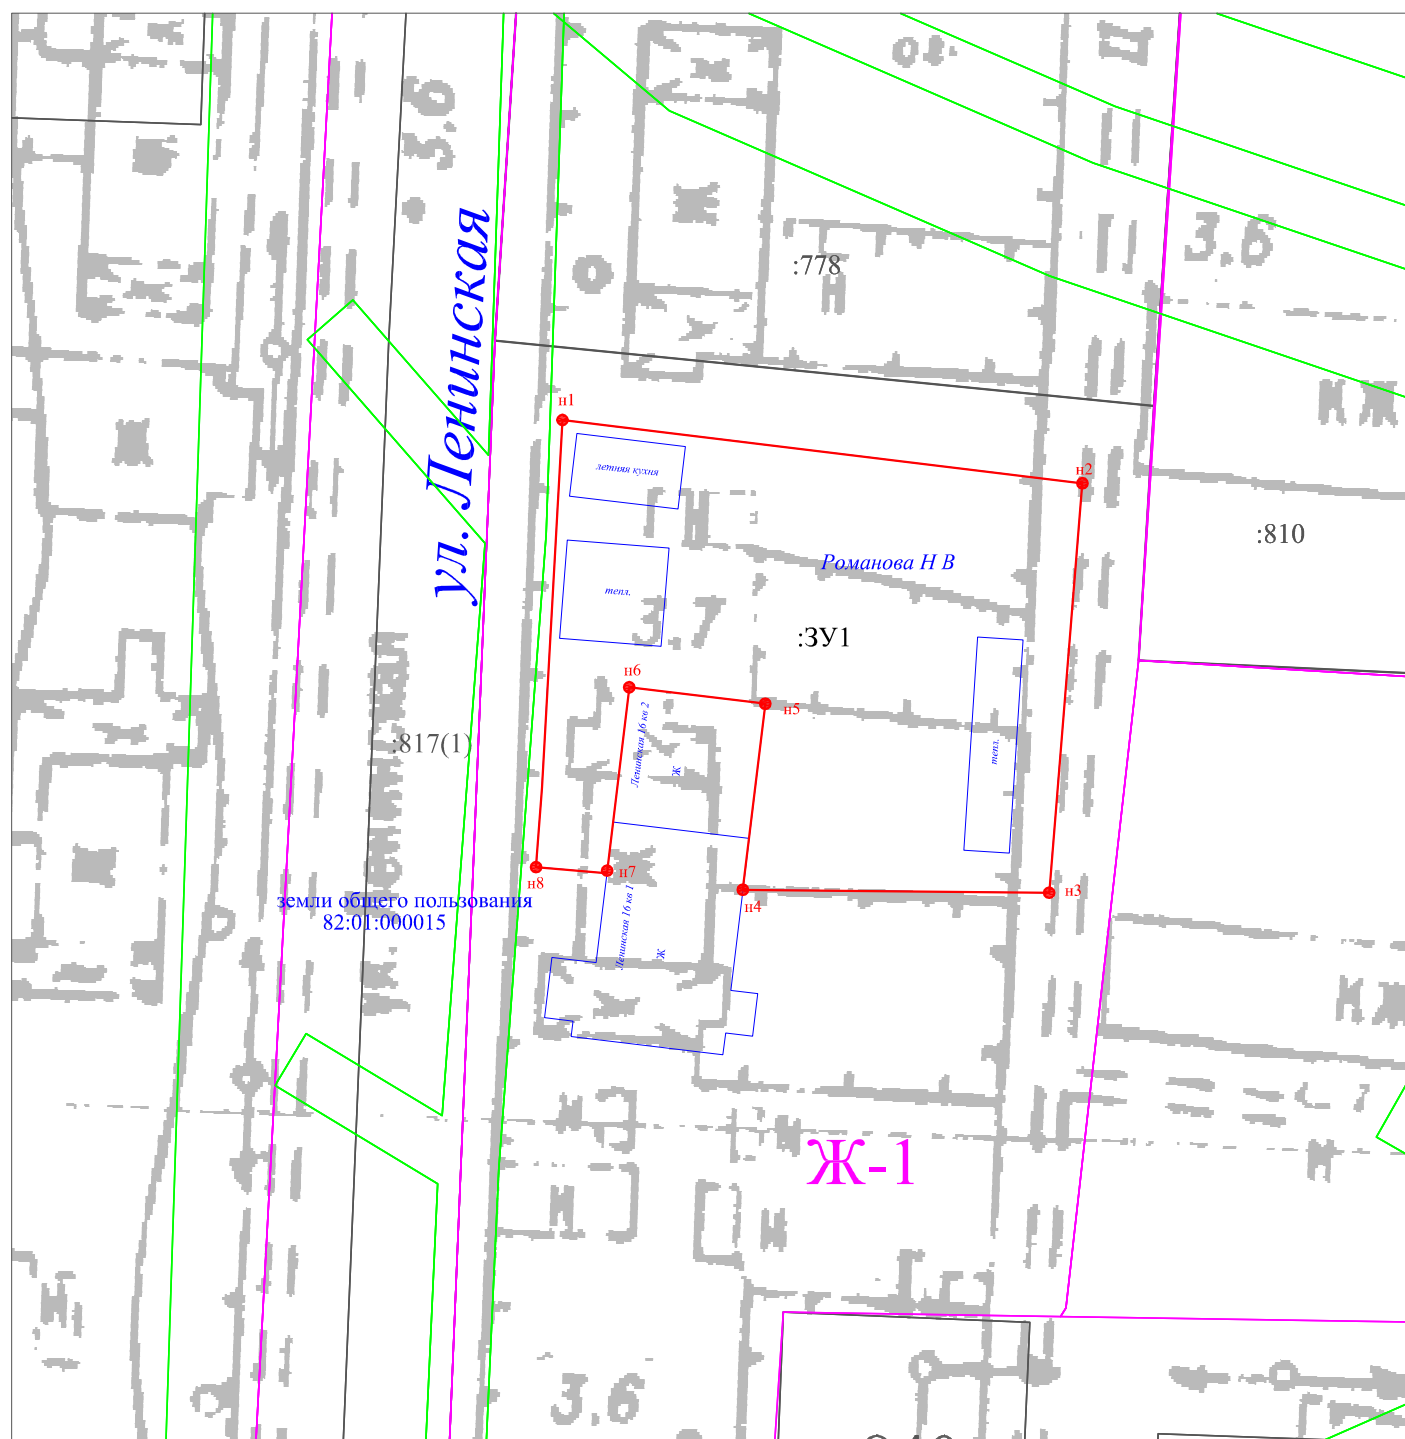 3.6
ул. Ленинская
:778
Н
3.6
КЖ
н1
н2
летняя кухня
Н
:810
Романова Н В
тепл.
3.7
:ЗУ1
н6
н5
Ленинская 16 кв 2
Ж
тепл.
:817(1)
н8
н7
н4
н3
земли общего пользования
82:01:000015
Ленинская 16 кв 1
Ж
КЖ
Ж-1
3.6